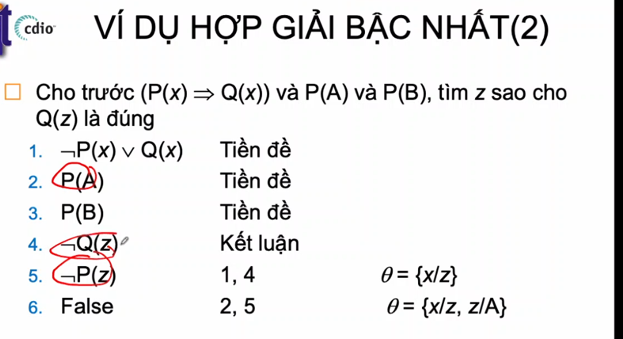 cdio
VÍ DỤ HỢP GIẢI BẬC NHẤT(2)
Cho trước (P(x) ⇒ Q(x)) và P(A) và P(B), tìm z sao cho
Q(z) là đúng
1. ¬P(x) ∨ Q(x) Tiền đề
2. P(A) Tiền đề
3. P(B) Tiền đề
4. ¬Q(z) Kết luận
5. ¬P(z) 1, 4 θ = {x/z}
6. False 2, 5 θ = {x/z, z/A}